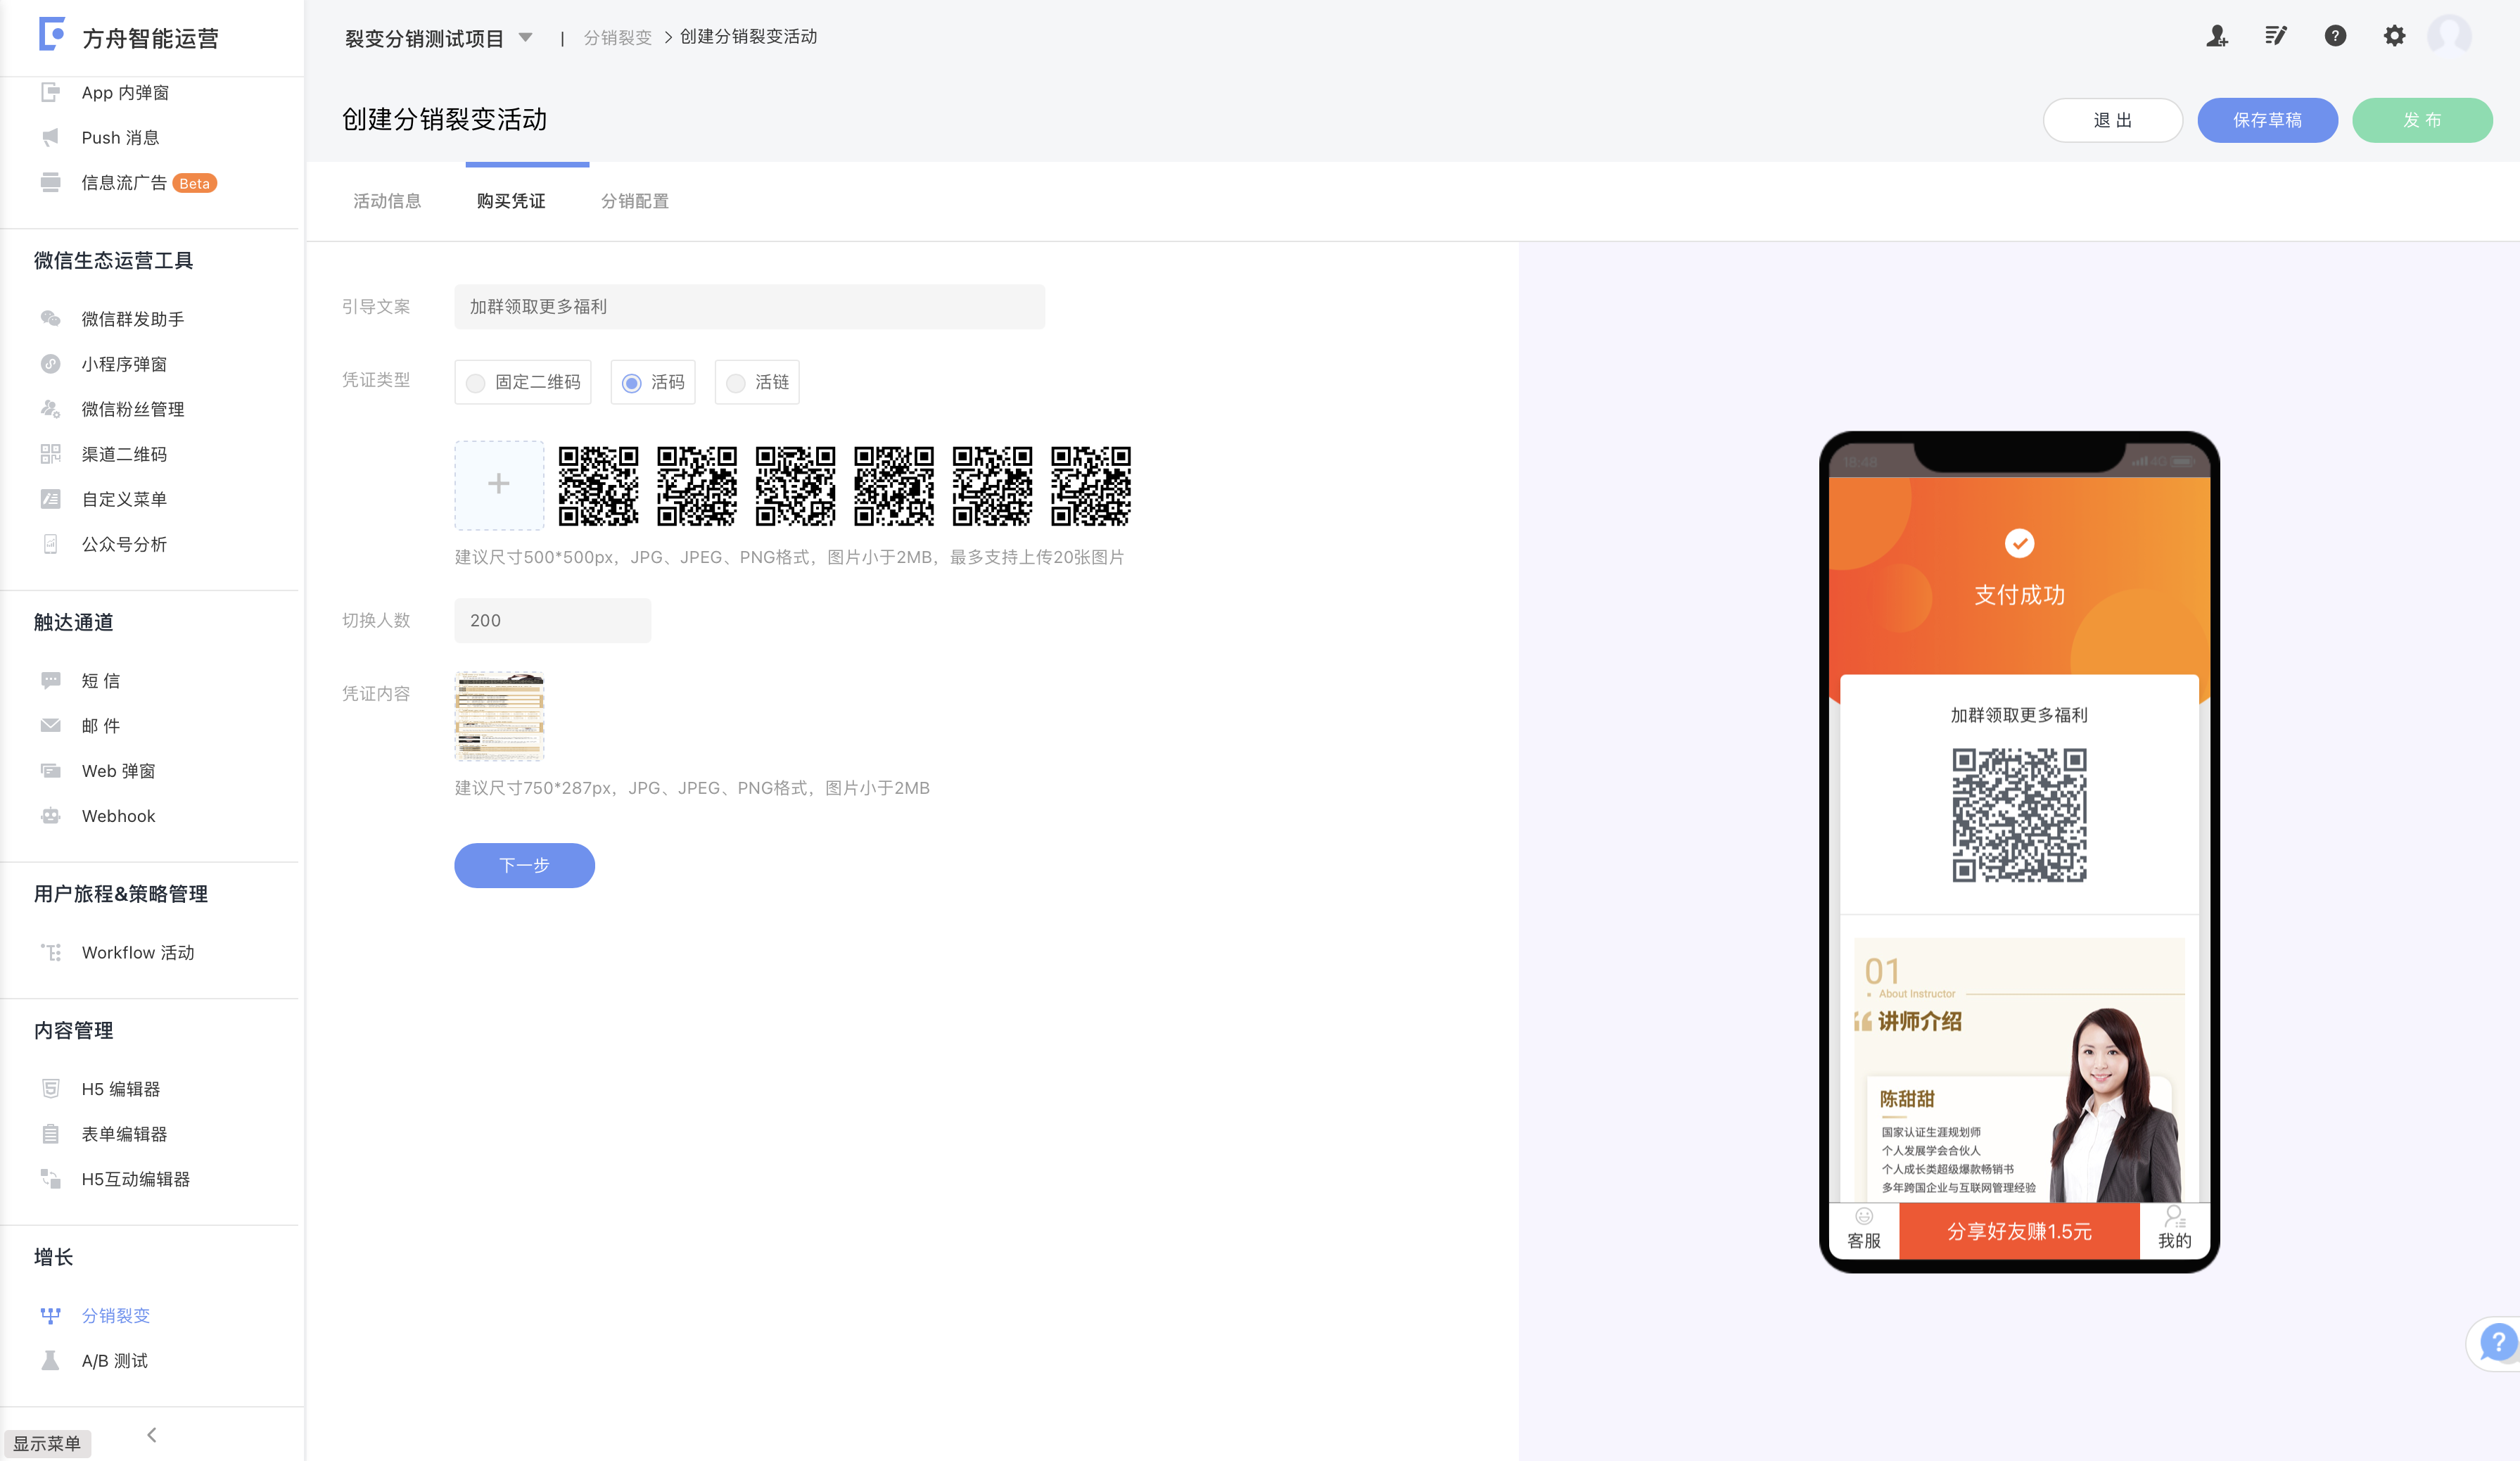 方舟智能运营
裂变分销测试项目 | 分销裂变 > 创建分销裂变活动
App 内弹窗
Push 消息
信息流广告 Beta
微信生态运营工具
微信群发助手
小程序弹窗
微信粉丝管理
渠道二维码
自定义菜单
公众号分析
触达通道
短 信
邮 件
Web 弹窗
Webhook
用户旅程&策略管理
Workflow 活动
内容管理
H5 编辑器
表单编辑器
H5互动编辑器
增长
分销裂变
A/B 测试
显示菜单
创建分销裂变活动
退 出
保存草稿
发 布
活动信息
购买凭证
分销配置
引导文案
加群领取更多福利
凭证类型
固定二维码
活码
活链
建议尺寸500*500px，JPG、JPEG、PNG格式，图片小于2MB，最多支持上传20张图片
切换人数
200
凭证内容
建议尺寸750*287px，JPG、JPEG、PNG格式，图片小于2MB
下一步
18:48
4G
支付成功
加群领取更多福利
01
About Instructor
讲师介绍
陈甜甜
国家认证生涯规划师
个人发展学会合伙人
个人成长类超级爆款畅销书
多年跨国企业与互联网管理经验
客服
分享好友赚1.5元
我的